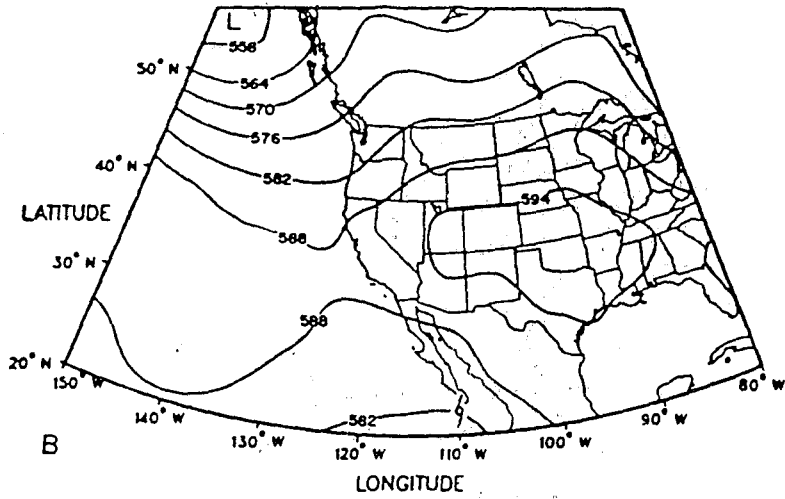 L
558
50° N
564
570
576
40° N
582
594
LATITUDE
588
30° N
588
20° N
150° W
80° W
140° W
90° W
582
B
130° W
120° W
110° W
100° W
LONGITUDE